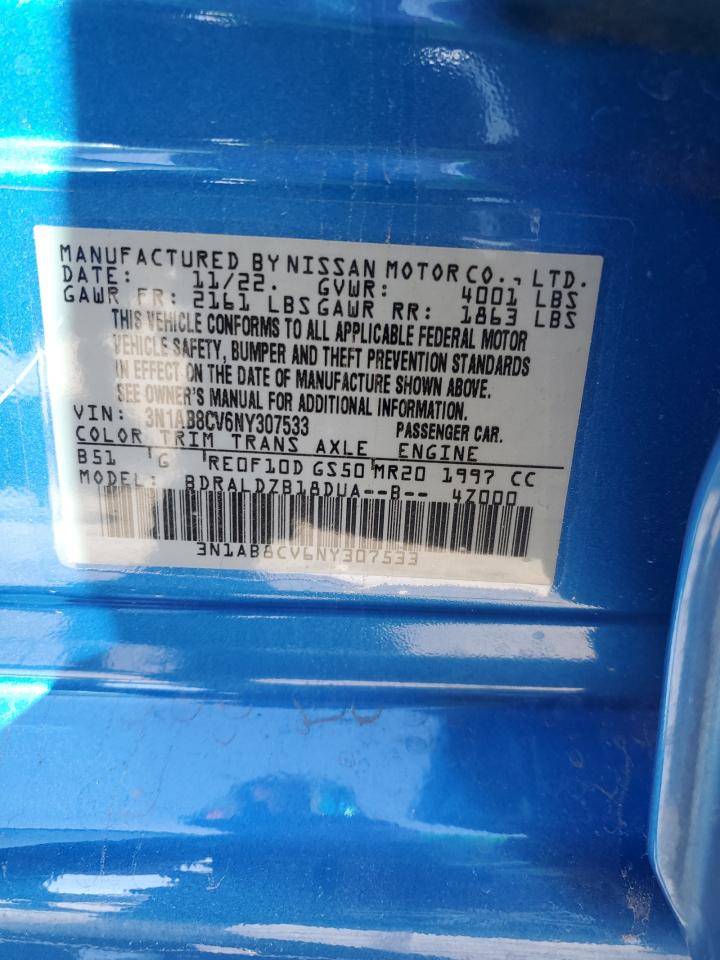 MANUFACTURED BY NISSAN MOTOR CO., LTD.
DATE: 11/22. GVWR: 4001 LBS
GAWR FR: 2161 LBS GAWR RR: 1863 LBS
THIS VEHICLE CONFORMS TO ALL APPLICABLE FEDERAL MOTOR
VEHICLE SAFETY, BUMPER AND THEFT PREVENTION STANDARDS
IN EFFECT ON THE DATE OF MANUFACTURE SHOWN ABOVE.
SEE OWNER'S MANUAL FOR ADDITIONAL INFORMATION.
VIN: 3N1AB8CV6NY307533 PASSENGER CAR.
COLOR TRIM TRANS AXLE ENGINE
B51 G RE0F10D GS50 MR20 1997 CC
MODEL: BDRALDZB18DUA--B-- 4Z000
3N1AB8CV6NY307533